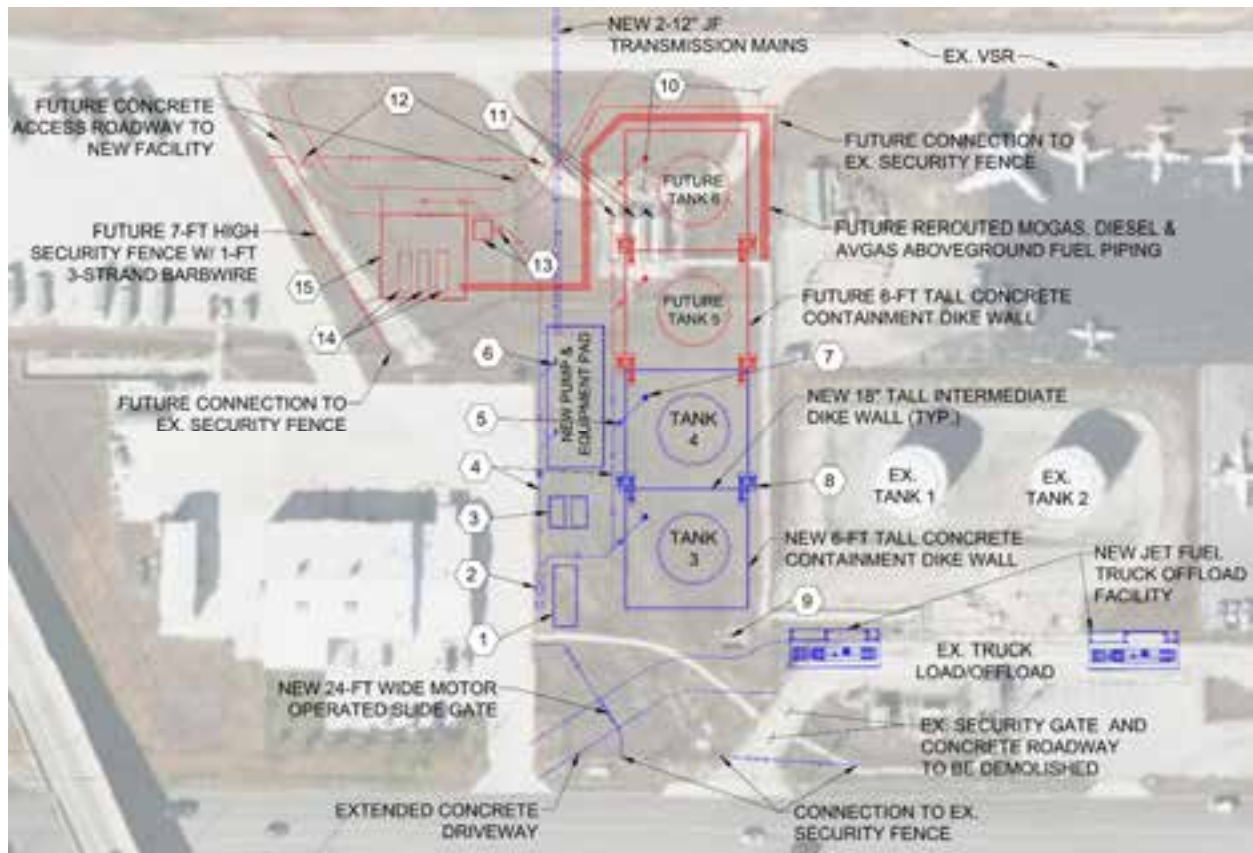 NEW 2-12" JF
TRANSMISSION MAINS
EX. VSR
10
12
11
FUTURE CONCRETE
ACCESS ROADWAY TO
NEW FACILITY
FUTURE CONNECTION TO
EX. SECURITY FENCE
FUTURE
TANK 6
FUTURE 7-FT HIGH
SECURITY FENCE W/ 1-FT
3-STRAND BARBWIRE
FUTURE REROUTED MOGAS, DIESEL &
AVGAS ABOVEGROUND FUEL PIPING
13
15
14
FUTURE
TANK 5
FUTURE 6-FT TALL CONCRETE
CONTAINMENT DIKE WALL
6
NEW PUMP &
EQUIPMENT PAD
7
FUTURE CONNECTION TO
EX. SECURITY FENCE
NEW 18" TALL INTERMEDIATE
DIKE WALL (TYP.)
5
TANK
4
4
8
EX.
TANK 1
EX.
TANK 2
3
TANK
3
NEW 6-FT TALL CONCRETE
CONTAINMENT DIKE WALL
NEW JET FUEL
TRUCK OFFLOAD
FACILITY
2
9
1
EX. TRUCK
LOAD/OFFLOAD
NEW 24-FT WIDE MOTOR
OPERATED SLIDE GATE
EX. SECURITY GATE AND
CONCRETE ROADWAY
TO BE DEMOLISHED
EXTENDED CONCRETE
DRIVEWAY
CONNECTION TO EX.
SECURITY FENCE